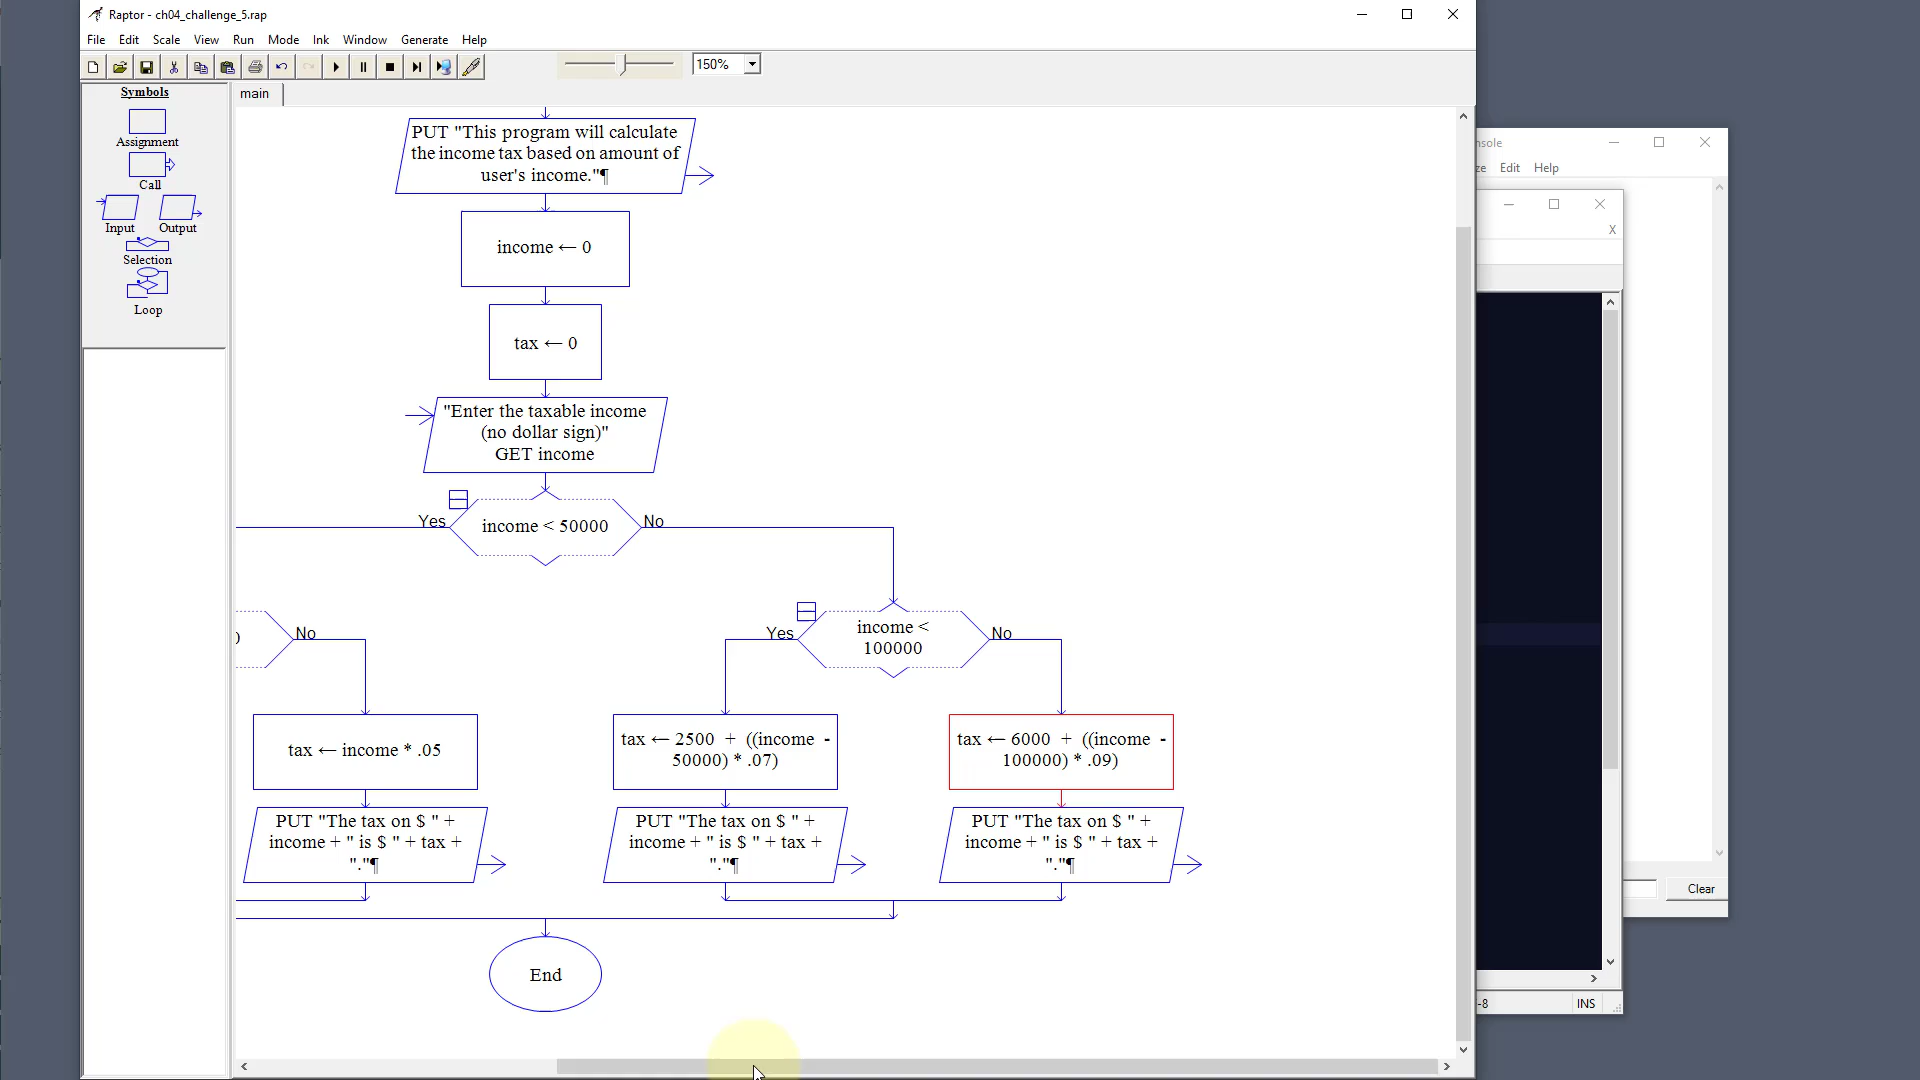 Raptor - ch04_challenge_5.rap
File Edit Scale View Run Mode Ink Window Generate Help
150%
Symbols
Assignment
Call
Input Output
Selection
Loop
main
PUT "This program will calculate
the income tax based on amount of
user's income."¶
income ← 0
tax ← 0
"Enter the taxable income
(no dollar sign)"
GET income
Yes income < 50000 No
No
Yes income <
100000 No
tax ← income * .05
tax ← 2500 + ((income -
50000) * .07)
tax ← 6000 + ((income -
100000) * .09)
PUT "The tax on $ " +
income + " is $ " + tax +
"."¶
PUT "The tax on $ " +
income + " is $ " + tax +
"."¶
PUT "The tax on $ " +
income + " is $ " + tax +
"."¶
End
nsole
ze Edit Help
X
Clear
-8 INS